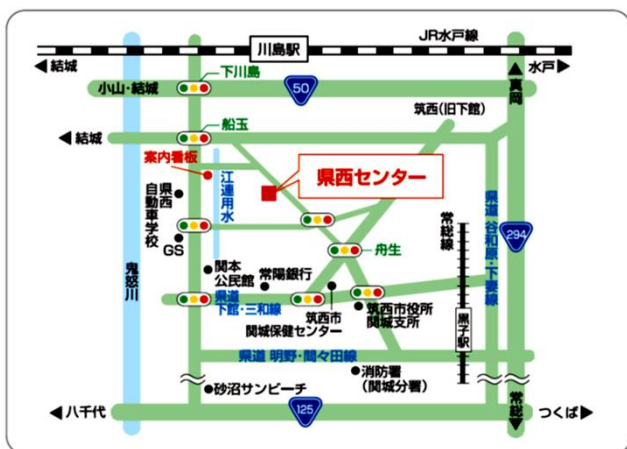 JR水戸線
川島駅
◀結城
水戸▶
下川島
小山・結城
50
▲真岡
筑西(旧下館)
船玉
◀結城
案内看板
県西センター
江連用水
県西
自動車学校
GS
舟生
常総線
県道 谷和原・下妻線
294
鬼怒川
関本
公民館
常陽銀行
県道
下館・三和線
筑西市
関城保健センター
筑西市役所
関城支所
黒子駅
県道 明野・間々田線
消防署
(関城分署)
砂沼サンビーチ
◀八千代
125
常総▼
つくば▶